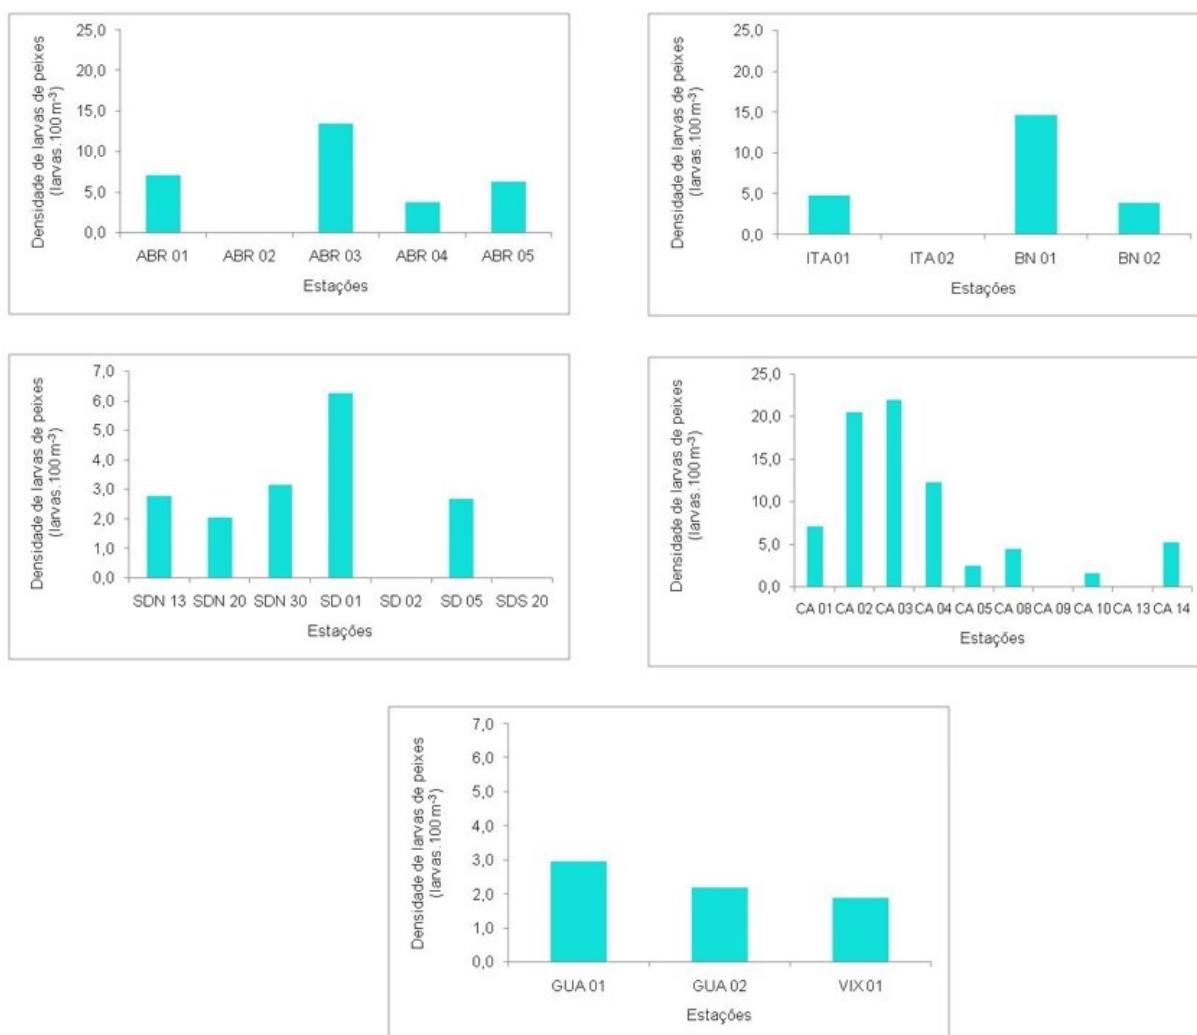 Densidade de larvas de peixes
(larvas.100 m-3)
25,0
20,0
15,0
10,0
5,0
0,0
ABR 01 ABR 02 ABR 03 ABR 04 ABR 05
Estações
Densidade de larvas de peixes
(larvas.100 m-3)
25,0
20,0
15,0
10,0
5,0
0,0
ITA 01 ITA 02 BN 01 BN 02
Estações
Densidade de larvas de peixes
(larvas.100 m-3)
7,0
6,0
5,0
4,0
3,0
2,0
1,0
0,0
SDN 13 SDN 20 SDN 30 SD 01 SD 02 SD 05 SDS 20
Estações
Densidade de larvas de peixes
(larvas.100 m-3)
25,0
20,0
15,0
10,0
5,0
0,0
CA 01 CA 02 CA 03 CA 04 CA 05 CA 08 CA 09 CA 10 CA 13 CA 14
Estações
Densidade de larvas de peixes
(larvas.100 m-3)
7,0
6,0
5,0
4,0
3,0
2,0
1,0
0,0
GUA 01 GUA 02 VIX 01
Estações